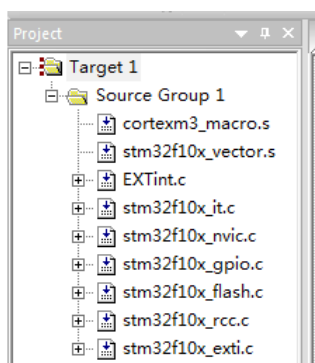 Project
Target 1
Source Group 1
cortexm3_macro.s
stm32f10x_vector.s
EXTint.c
stm32f10x_it.c
stm32f10x_nvic.c
stm32f10x_gpio.c
stm32f10x_flash.c
stm32f10x_rcc.c
stm32f10x_exti.c